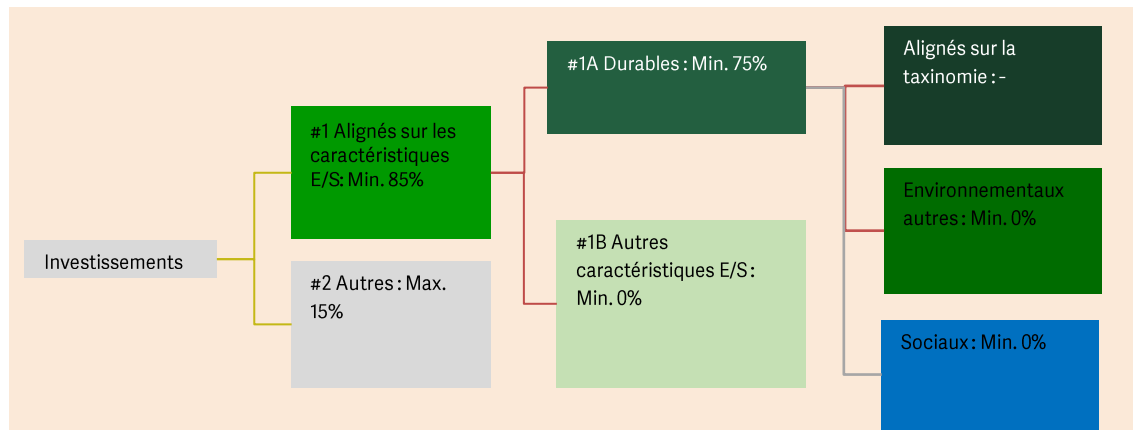 Investissements
#1 Alignés sur les
caractéristiques
E/S: Min. 85%
#2 Autres : Max.
15%
#1A Durables : Min. 75%
#1B Autres
caractéristiques E/S :
Min. 0%
Alignés sur la
taxinomie : -
Environnementaux
autres : Min. 0%
Sociaux : Min. 0%